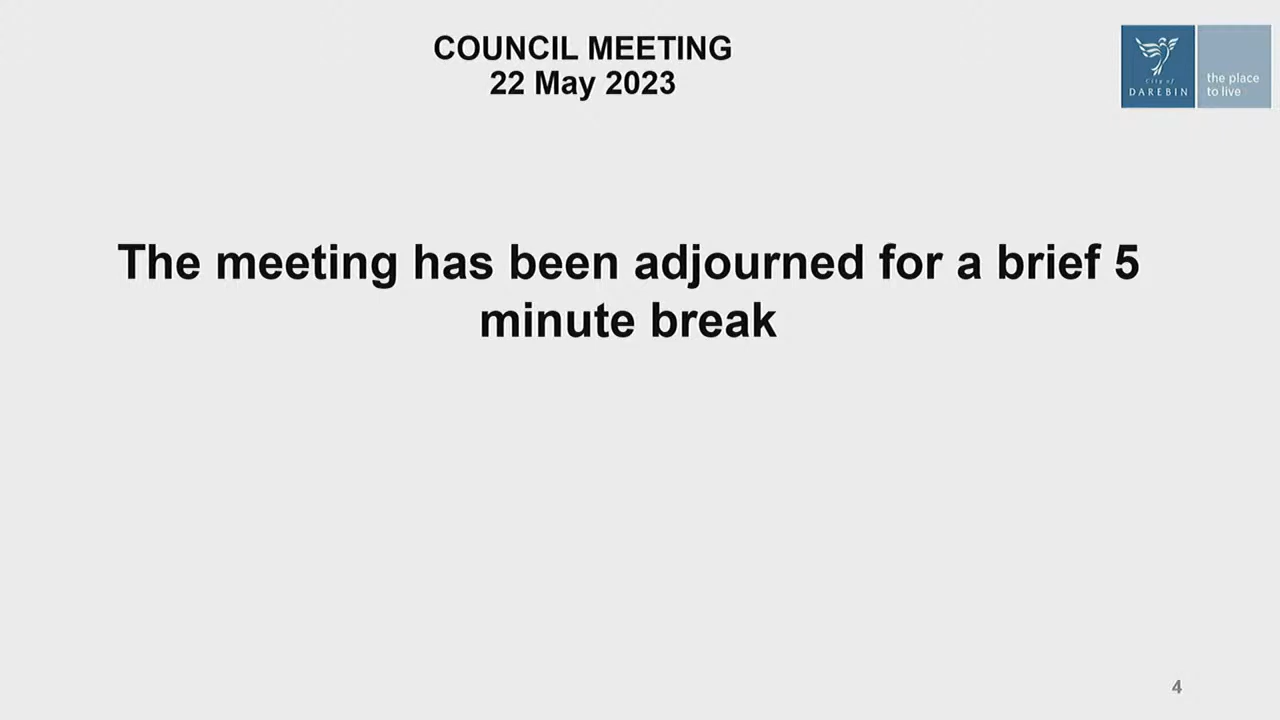 COUNCIL MEETING
22 May 2023
City of
DAREBIN
the place
to live
The meeting has been adjourned for a brief 5
minute break
4